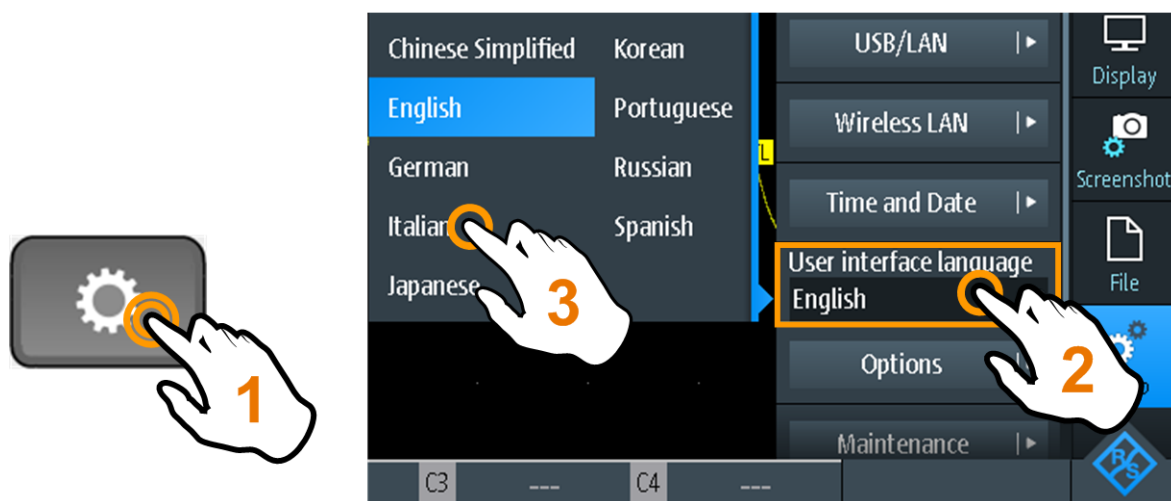 1
Chinese Simplified
English
German
Italian
Japanese
Korean
Portuguese
Russian
Spanish
3
L
USB/LAN
Wireless LAN
Time and Date
User interface language
English
Options
Maintenance
2
Display
Screenshot
File
R&S
C3 ---
C4 ---